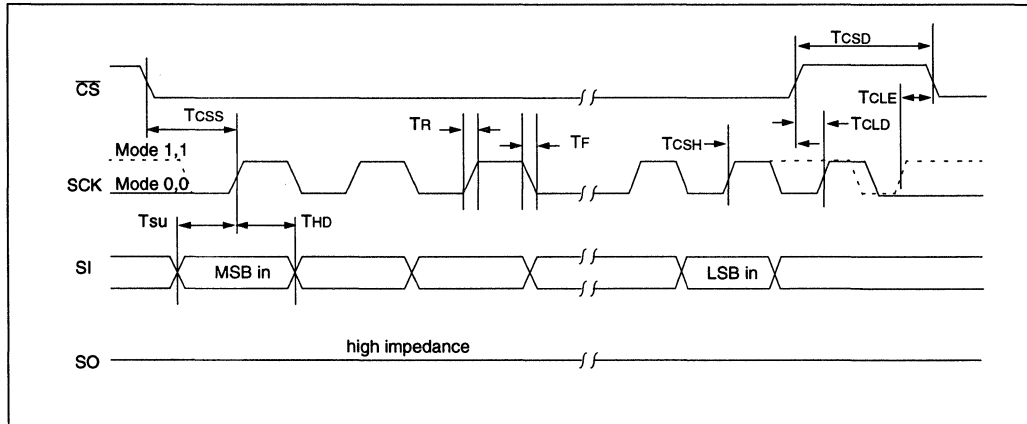 TCSD
CS
TCLE
TCSS
TR
TF
TCSH
TCLD
Mode 1,1
SCK
Mode 0,0
Tsu
THD
SI
MSB in
LSB in
high impedance
SO